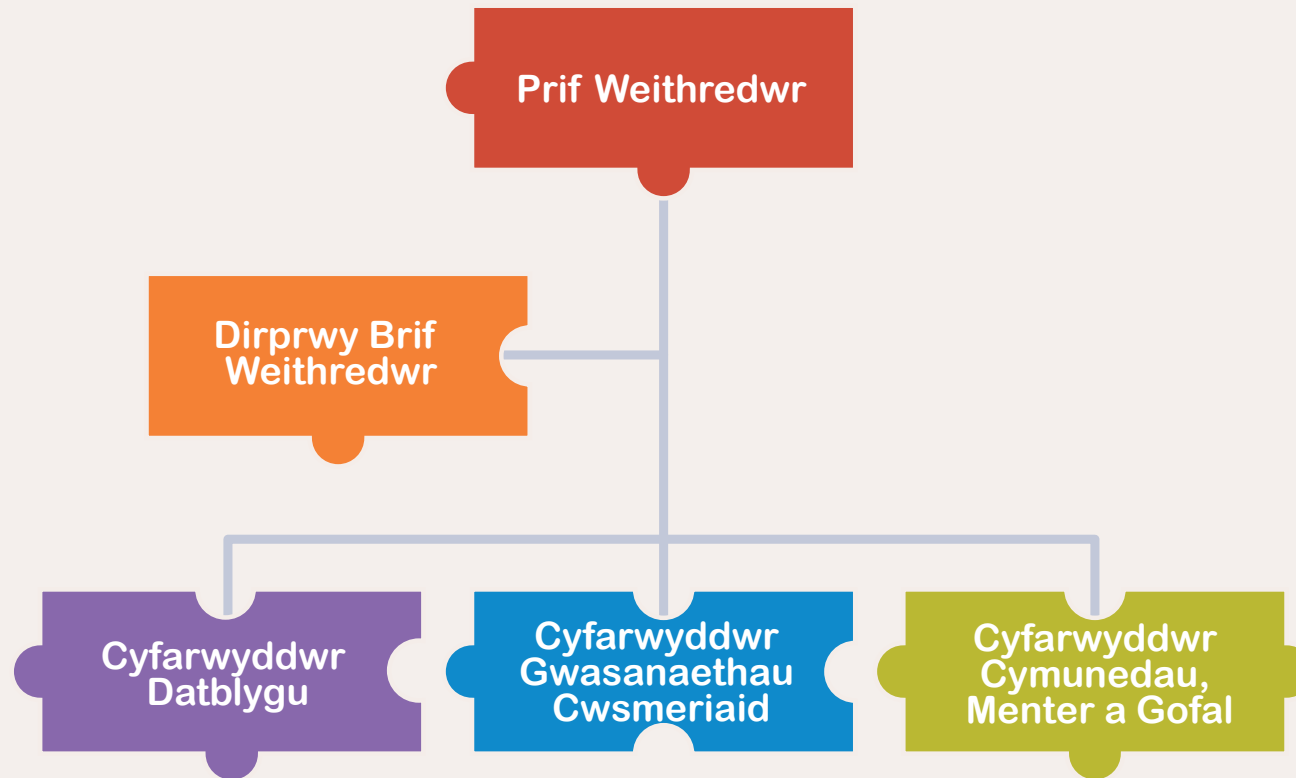 Prif Weithredwr
Dirprwy Brif
Weithredwr
Cyfarwyddwr
Datblygu
Cyfarwyddwr
Gwasanaethau
Cwsmeriaid
Cyfarwyddwr
Cymunedau,
Menter a Gofal